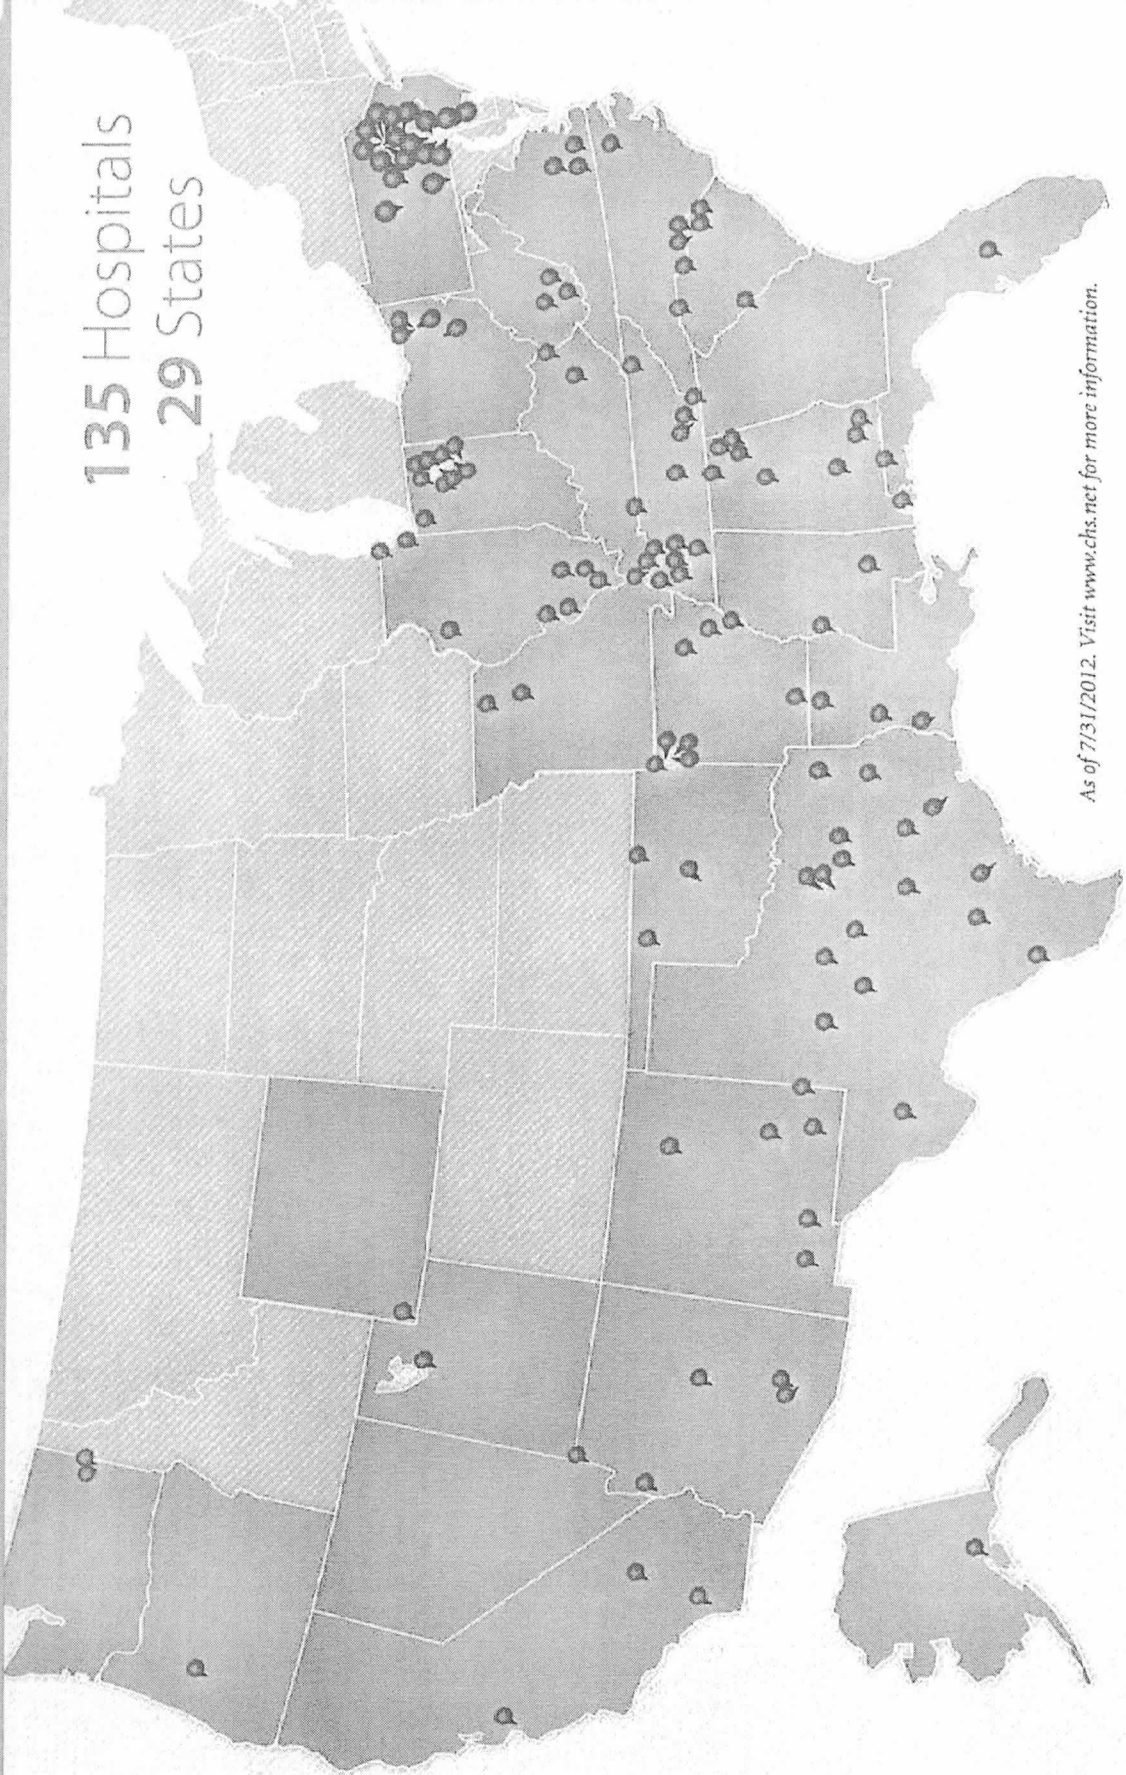 135 Hospitals
29 States
As of 7/31/2012. Visit www.chs.net for more information.